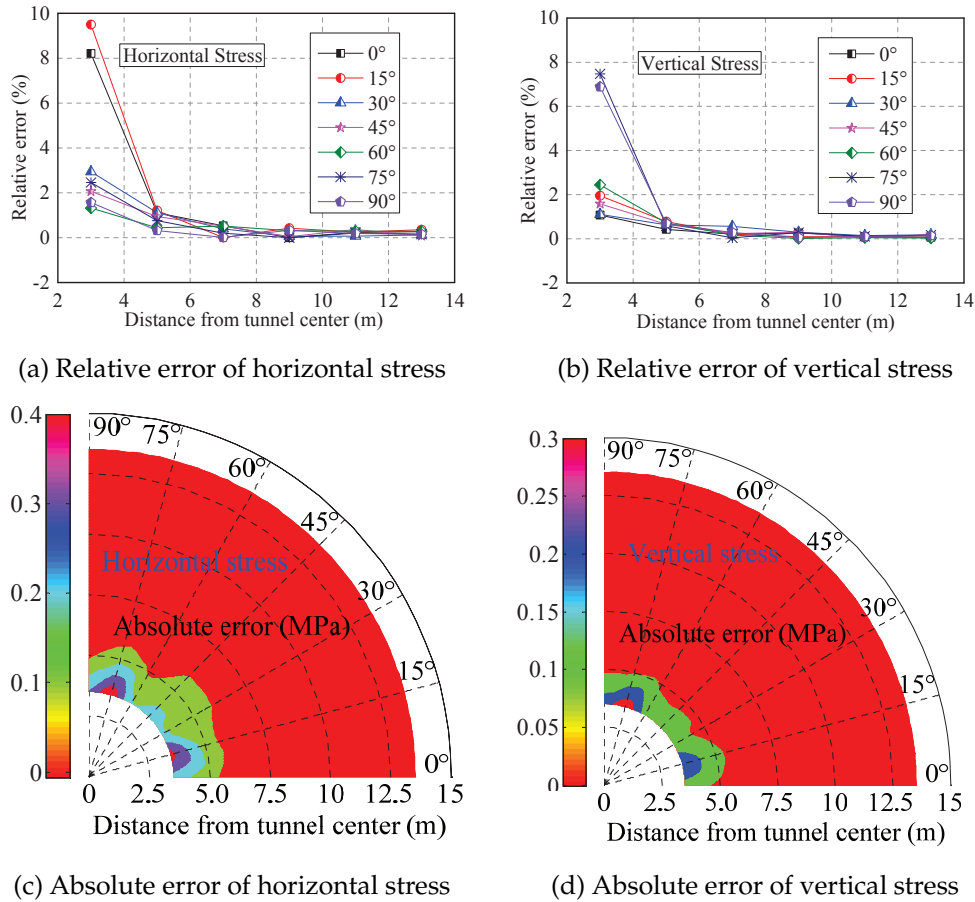 10
8
6
4
2
0
-2
Relative error (%)
Horizontal Stress
0°
15°
30°
45°
60°
75°
90°
2 4 6 8 10 12 14
Distance from tunnel center (m)
(a) Relative error of horizontal stress
10
8
6
4
2
0
-2
Relative error (%)
Vertical Stress
0°
15°
30°
45°
60°
75°
90°
2 4 6 8 10 12 14
Distance from tunnel center (m)
(b) Relative error of vertical stress
0.4
0.3
0.2
0.1
0
90°
75°
60°
45°
30°
15°
0°
Horizontal stress
Absolute error (MPa)
0 2.5 5.0 7.5 10 12.5 15
Distance from tunnel center (m)
(c) Absolute error of horizontal stress
0.3
0.25
0.2
0.15
0.1
0.05
0
90°
75°
60°
45°
30°
15°
0°
Vertical stress
Absolute error (MPa)
0 2.5 5.0 7.5 10 12.5 15
Distance from tunnel center (m)
(d) Absolute error of vertical stress